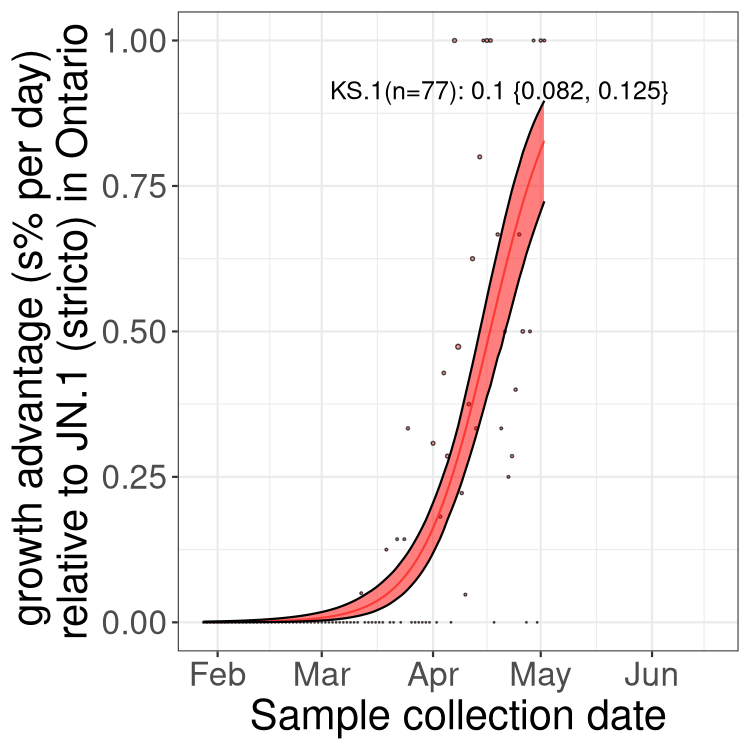 growth advantage (s% per day)
relative to JN.1 (stricto) in Ontario
1.00
0.75
0.50
0.25
0.00
KS.1(n=77): 0.1 {0.082, 0.125}
Feb Mar Apr May Jun
Sample collection date